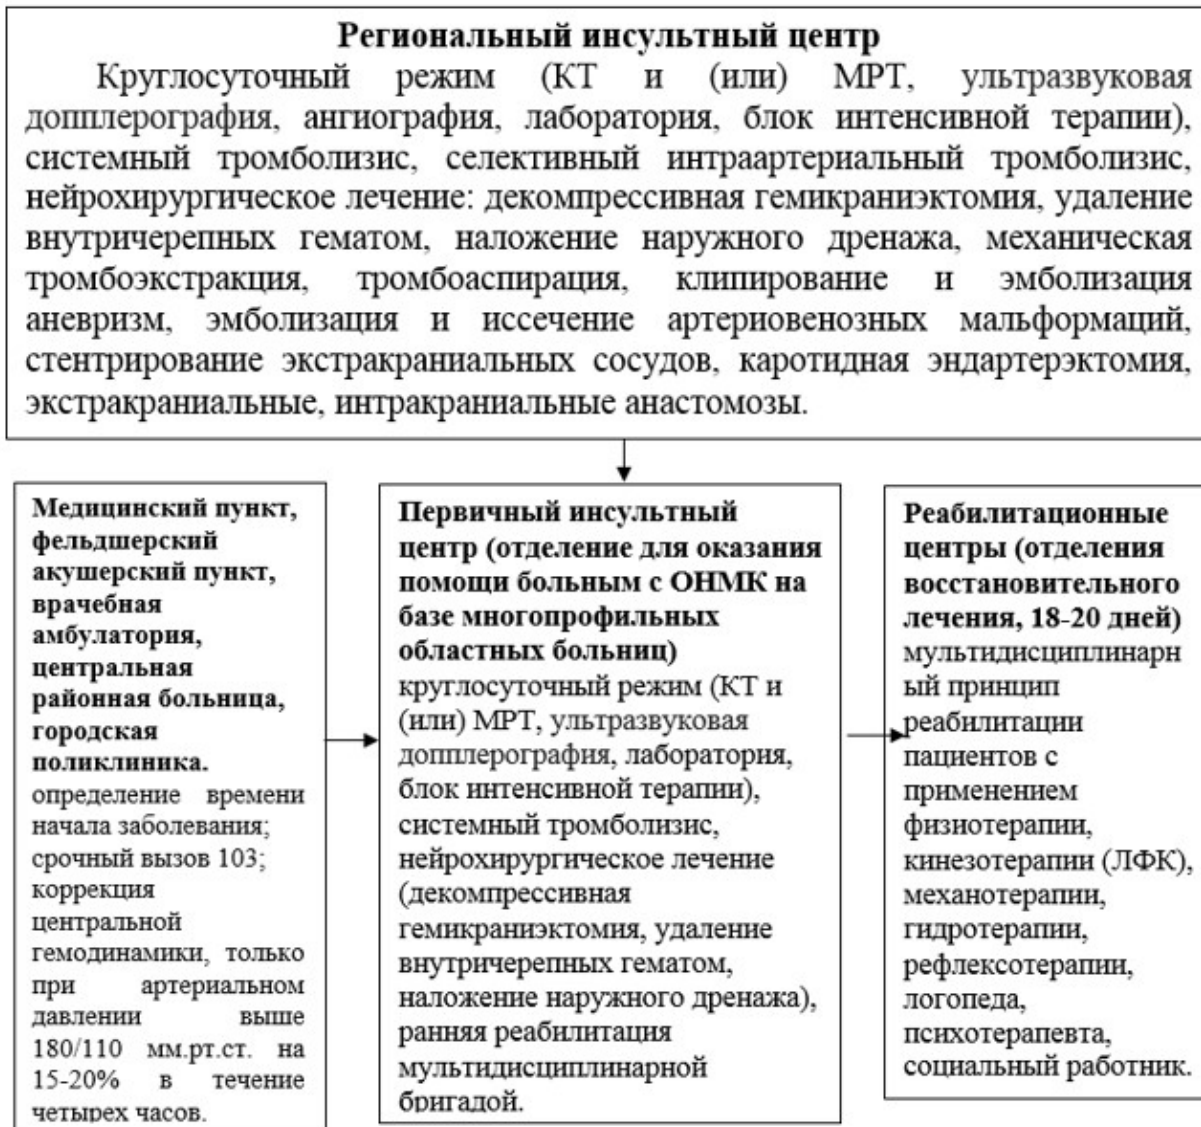 Региональный инсультный центр
Круглосуточный режим (КТ и (или) МРТ, ультразвуковая
допплерография, ангиография, лаборатория, блок интенсивной терапии),
системный тромболизис, селективный интраартериальный тромболизис,
нейрохирургическое лечение: декомпрессивная гемикраниэктомия, удаление
внутричерепных гематом, наложение наружного дренажа, механическая
тромбоэкстракция, тромбоаспирация, клипирование и эмболизация
аневризм, эмболизация и иссечение артериовенозных мальформаций,
стентрирование экстракраниальных сосудов, каротидная эндартерэктомия,
экстракраниальные, интракраниальные анастомозы.
Медицинский пункт,
фельдшерский
акушерский пункт,
врачебная
амбулатория,
центральная
районная больница,
городская
поликлиника.
определение времени
начала заболевания;
срочный вызов 103;
коррекция
центральной
гемодинамики, только
при артериальном
давлении выше
180/110 мм.рт.ст. на
15-20% в течение
четырех часов.
Первичный инсультный
центр (отделение для оказания
помощи больным с ОНМК на
базе многопрофильных
областных больниц)
круглосуточный режим (КТ и
(или) МРТ, ультразвуковая
допплерография, лаборатория,
блок интенсивной терапии),
системный тромболизис,
нейрохирургическое лечение
(декомпрессивная
гемикраниэктомия, удаление
внутричерепных гематом,
наложение наружного дренажа),
ранняя реабилитация
мультидисциплинарной
бригадой.
Реабилитационные
центры (отделения
восстановительного
лечения, 18-20 дней)
мультидисциплинарн
ый принцип
реабилитации
пациентов с
применением
физиотерапии,
кинезотерапии (ЛФК),
механотерапии,
гидротерапии,
рефлексотерапии,
логопеда,
психотерапевта,
социальный работник.